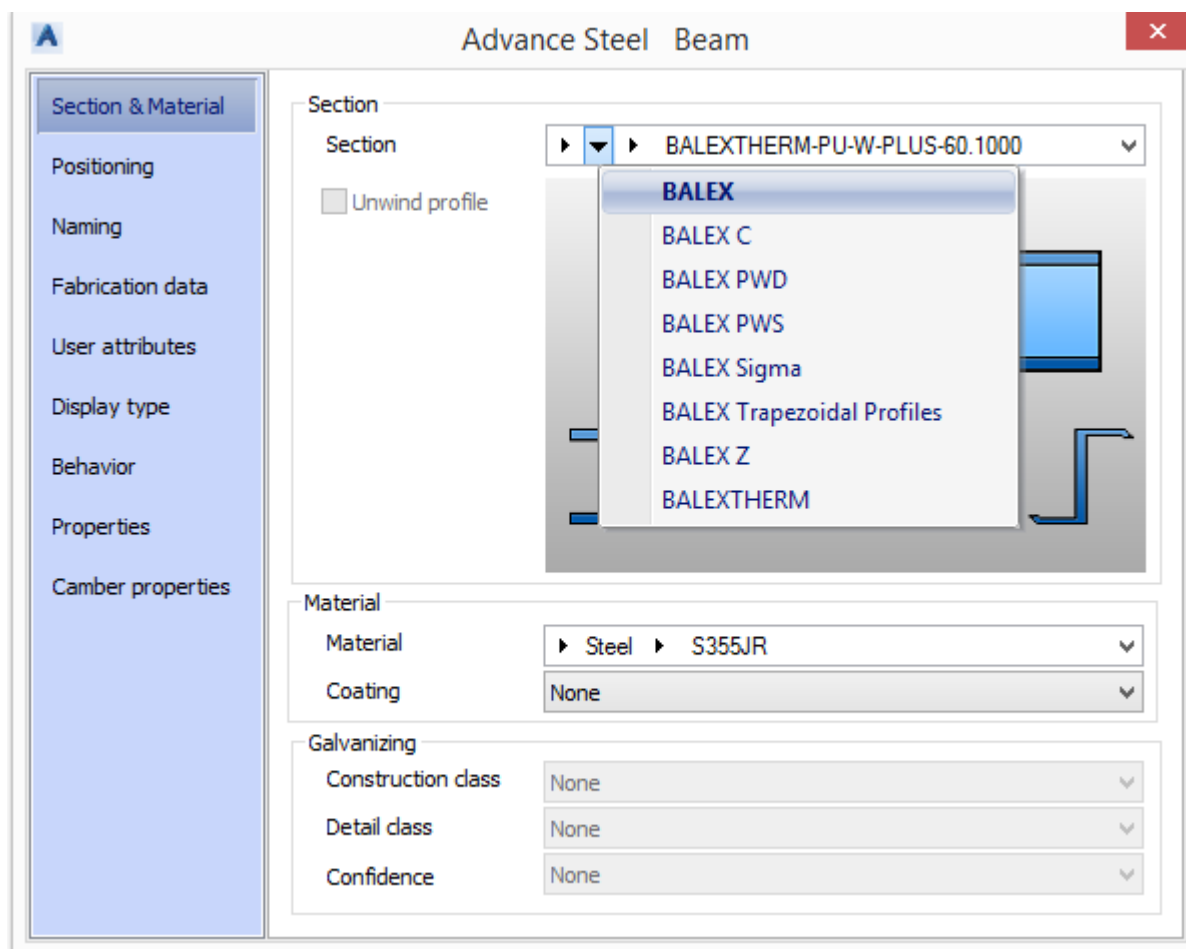 Advance Steel Beam
Section & Material
Positioning
Naming
Fabrication data
User attributes
Display type
Behavior
Properties
Camber properties
Section
Section BALEXTHERM-PU-W-PLUS-60.1000
Unwind profile
BALEX
BALEX C
BALEX PWD
BALEX PWS
BALEX Sigma
BALEX Trapezoidal Profiles
BALEX Z
BALEXTHERM
Material
Material Steel S355JR
Coating None
Galvanizing
Construction class None
Detail class None
Confidence None